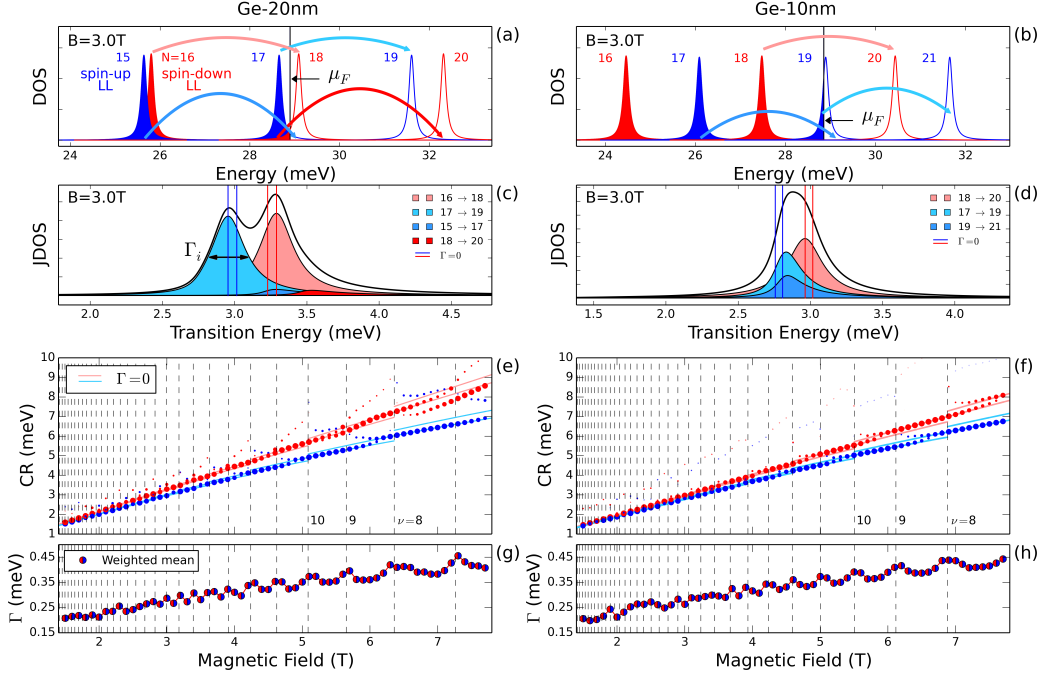 Ge-20nm
Ge-10nm
B=3.0T
(a)
15
N=16
17
18
19
20
spin-up
LL
spin-down
LL
μ_F
DOS
24 26 28 30 32
Energy (meV)
B=3.0T
(b)
16
17
18
19
20
21
μ_F
DOS
24 26 28 30 32
Energy (meV)
B=3.0T
(c)
16 → 18
17 → 19
15 → 17
18 → 20
Γ=0
Γ_i
JDOS
2.0 2.5 3.0 3.5 4.0 4.5
Transition Energy (meV)
B=3.0T
(d)
18 → 20
17 → 19
19 → 21
Γ=0
JDOS
1.5 2.0 2.5 3.0 3.5 4.0
Transition Energy (meV)
(e)
Γ=0
CR (meV)
10
9
8
7
6
5
4
3
2
1
10
9
ν=8
(f)
CR (meV)
10
9
8
7
6
5
4
3
2
1
10
9
ν=8
(g)
Weighted mean
Γ (meV)
0.45
0.35
0.25
0.15
2 3 4 5 6 7
Magnetic Field (T)
(h)
Γ (meV)
0.45
0.35
0.25
0.15
2 3 4 5 6 7
Magnetic Field (T)